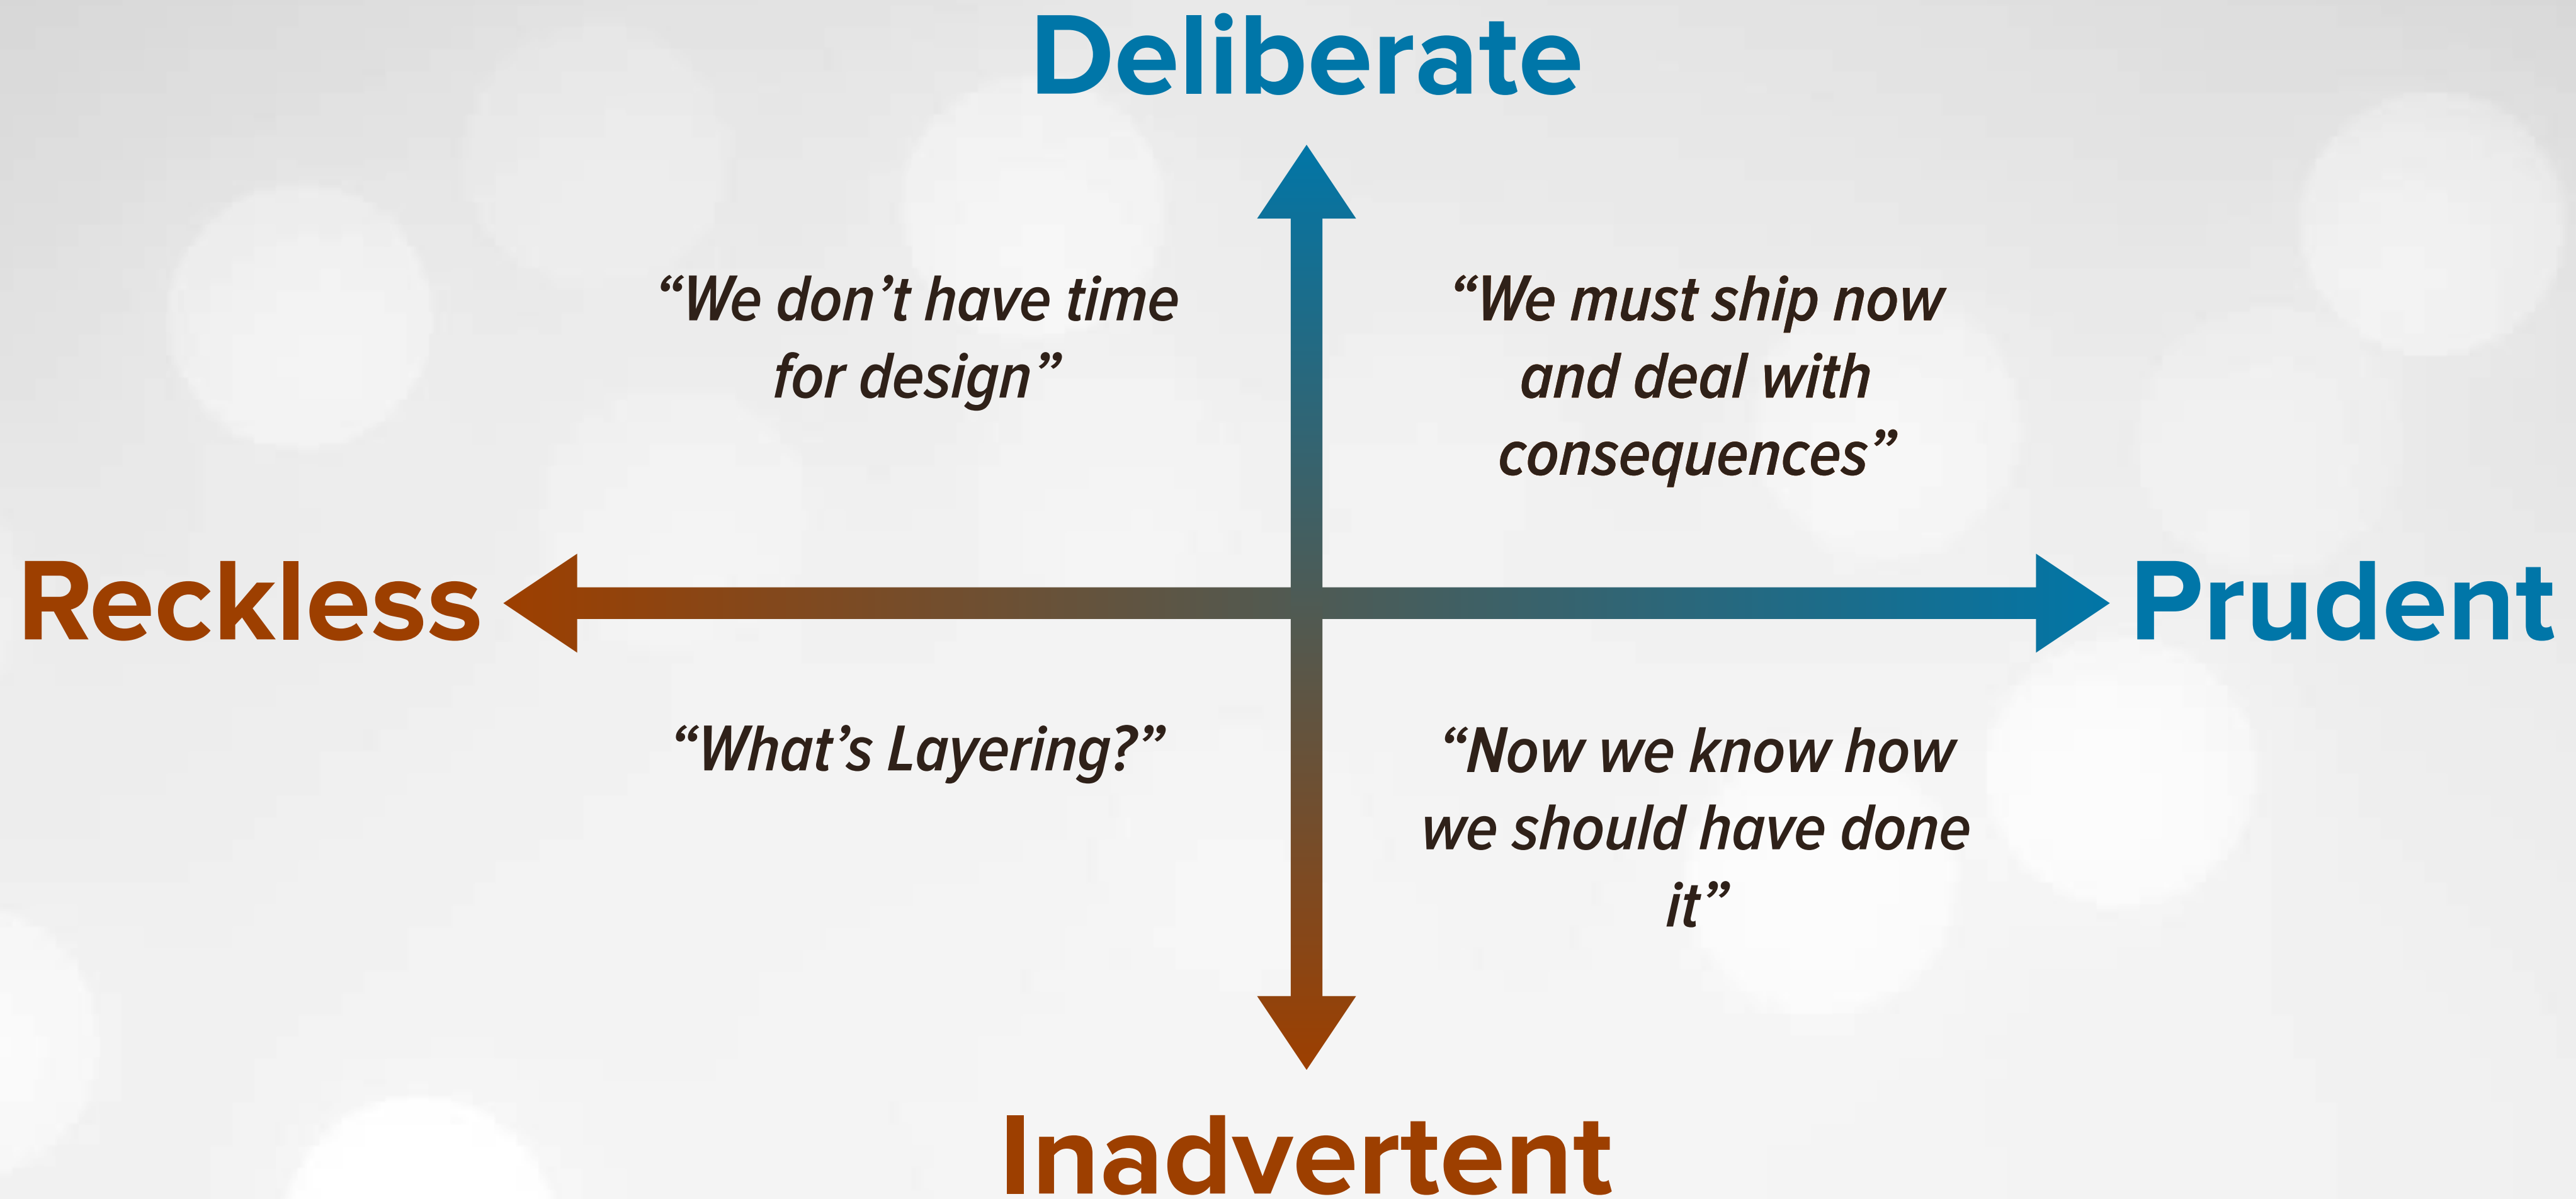 Deliberate
“We don’t have time
for design”
“We must ship now
and deal with
consequences”
Reckless
Prudent
“What’s Layering?”
“Now we know how
we should have done
it”
Inadvertent